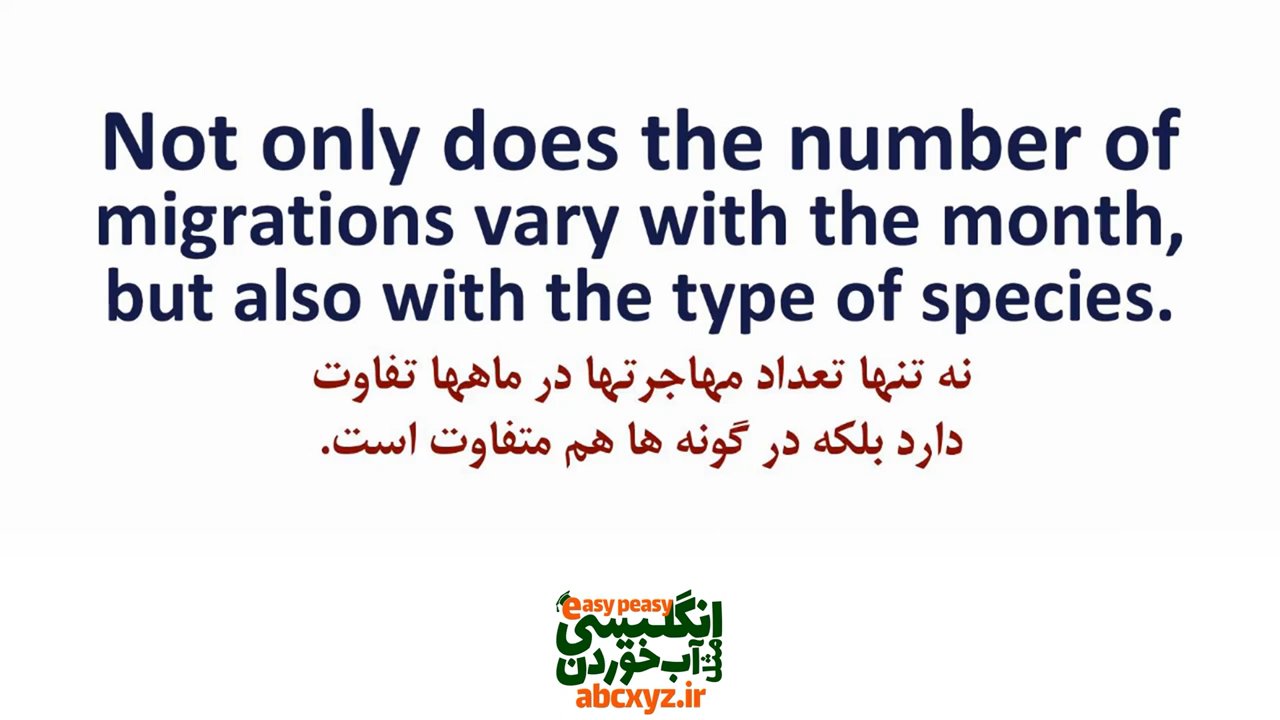 Not only does the number of
migrations vary with the month,
but also with the type of species.
نه تنها تعداد مهاجرتها در ماهها تفاوت
دارد بلکه در گونه ها هم متفاوت است.
easy peasy
انگلیسی
مثل آب خوردن
abcxyz.ir